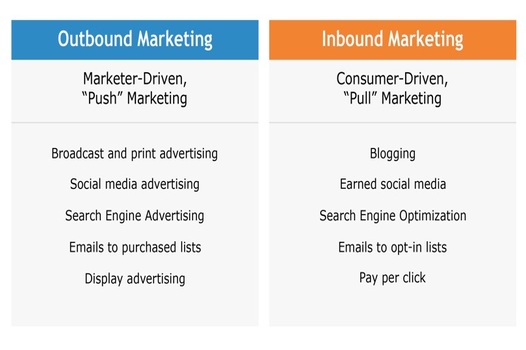 Outbound Marketing
Marketer-Driven,
“Push” Marketing
Broadcast and print advertising
Social media advertising
Search Engine Advertising
Emails to purchased lists
Display advertising
Inbound Marketing
Consumer-Driven,
“Pull” Marketing
Blogging
Earned social media
Search Engine Optimization
Emails to opt-in lists
Pay per click